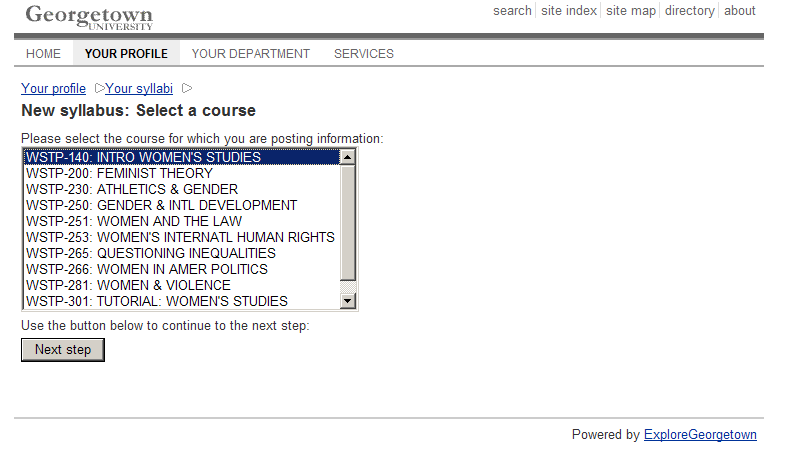 Georgetown
UNIVERSITY
search site index site map directory about
HOME YOUR PROFILE YOUR DEPARTMENT SERVICES
Your profile Your syllabi
New syllabus: Select a course
Please select the course for which you are posting information:
WSTP-140: INTRO WOMEN'S STUDIES
WSTP-200: FEMINIST THEORY
WSTP-230: ATHLETICS & GENDER
WSTP-250: GENDER & INTL DEVELOPMENT
WSTP-251: WOMEN AND THE LAW
WSTP-253: WOMEN'S INTERNATL HUMAN RIGHTS
WSTP-265: QUESTIONING INEQUALITIES
WSTP-266: WOMEN IN AMER POLITICS
WSTP-281: WOMEN & VIOLENCE
WSTP-301: TUTORIAL: WOMEN'S STUDIES
Use the button below to continue to the next step:
Next step
Powered by ExploreGeorgetown